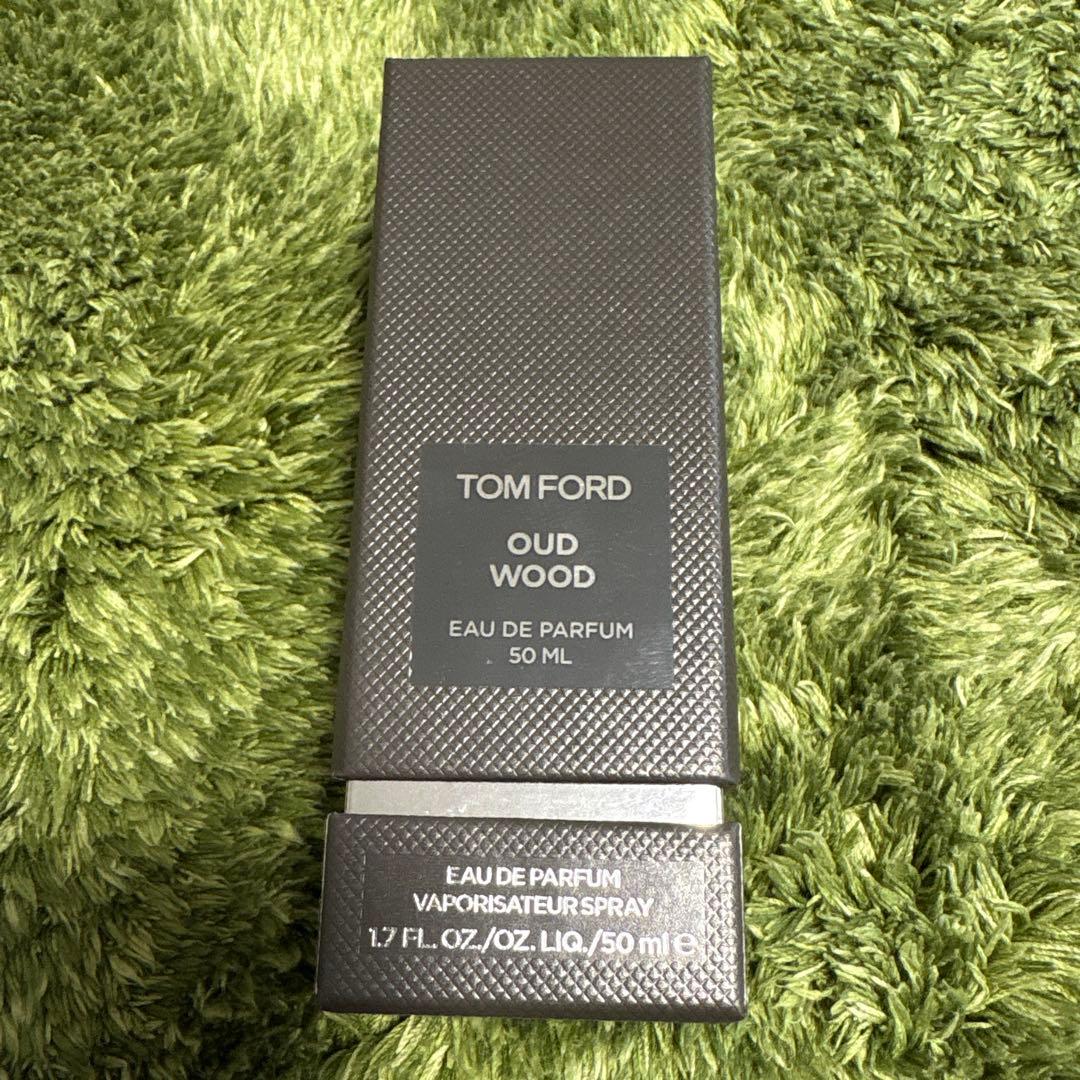 TOM FORD
OUD
WOOD
EAU DE PARFUM
50 ML
EAU DE PARFUM
VAPORISATEUR SPRAY
1.7 FL. OZ./OZ. LIQ./50 ml ℮